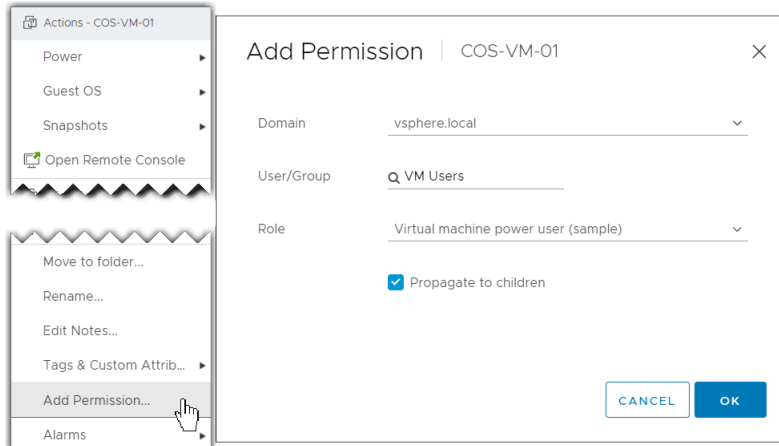 Actions - COS-VM-01
Power
Guest OS
Snapshots
Open Remote Console
Move to folder...
Rename...
Edit Notes...
Tags & Custom Attrib...
Add Permission...
Alarms
Add Permission COS-VM-01
Domain vsphere.local
User/Group VM Users
Role Virtual machine power user (sample)
Propagate to children
CANCEL OK